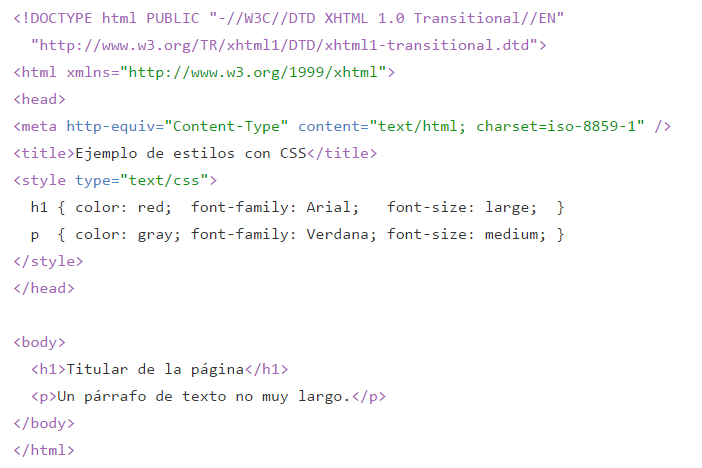 <!DOCTYPE html PUBLIC "-//W3C//DTD XHTML 1.0 Transitional//EN"
  "http://www.w3.org/TR/xhtml1/DTD/xhtml1-transitional.dtd">
<html xmlns="http://www.w3.org/1999/xhtml">
<head>
<meta http-equiv="Content-Type" content="text/html; charset=iso-8859-1" />
<title>Ejemplo de estilos con CSS</title>
<style type="text/css">
  h1 { color: red;  font-family: Arial;   font-size: large;  }
  p  { color: gray; font-family: Verdana; font-size: medium; }
</style>
</head>

<body>
  <h1>Titular de la página</h1>
  <p>Un párrafo de texto no muy largo.</p>
</body>
</html>